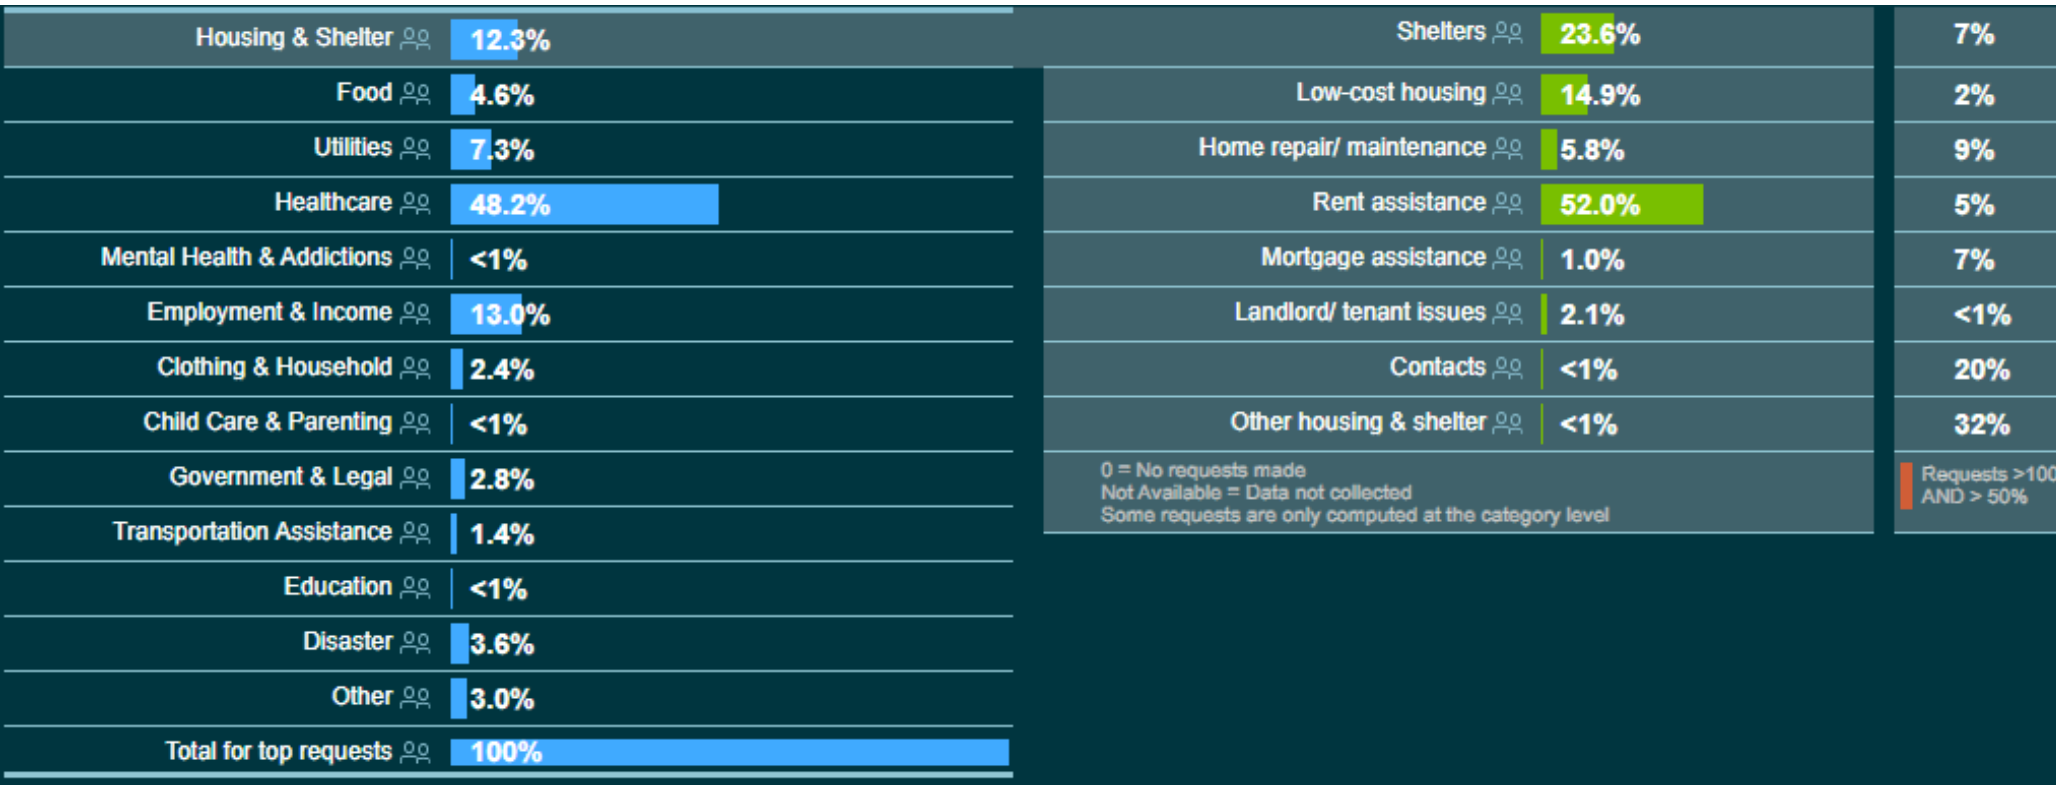 Housing & Shelter 12.3%
Food 4.6%
Utilities 7.3%
Healthcare 48.2%
Mental Health & Addictions <1%
Employment & Income 13.0%
Clothing & Household 2.4%
Child Care & Parenting <1%
Government & Legal 2.8%
Transportation Assistance 1.4%
Education <1%
Disaster 3.6%
Other 3.0%
Total for top requests 100%
Shelters 23.6% 7%
Low-cost housing 14.9% 2%
Home repair/ maintenance 5.8% 9%
Rent assistance 52.0% 5%
Mortgage assistance 1.0% 7%
Landlord/ tenant issues 2.1% <1%
Contacts <1% 20%
Other housing & shelter <1% 32%
0 = No requests made
Not Available = Data not collected
Some requests are only computed at the category level
Requests >100
AND > 50%